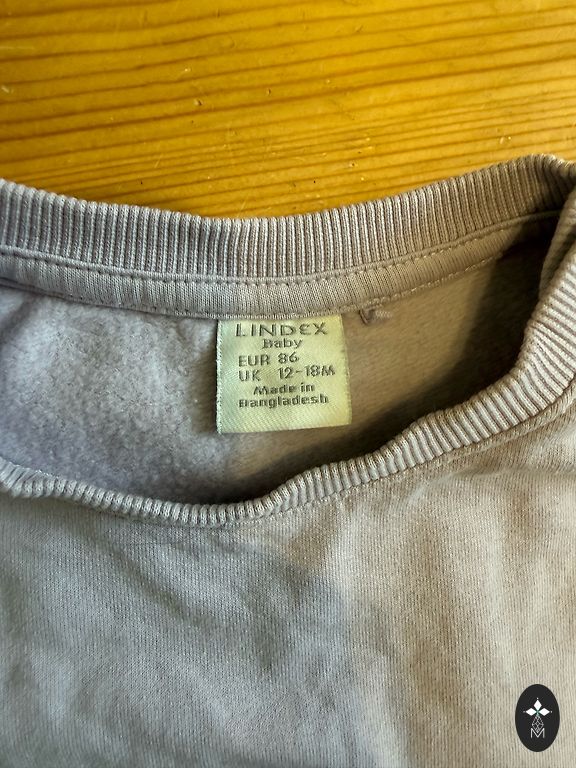 LINDEX
Baby
EUR 86
UK 12-18M
Made in
Bangladesh
M